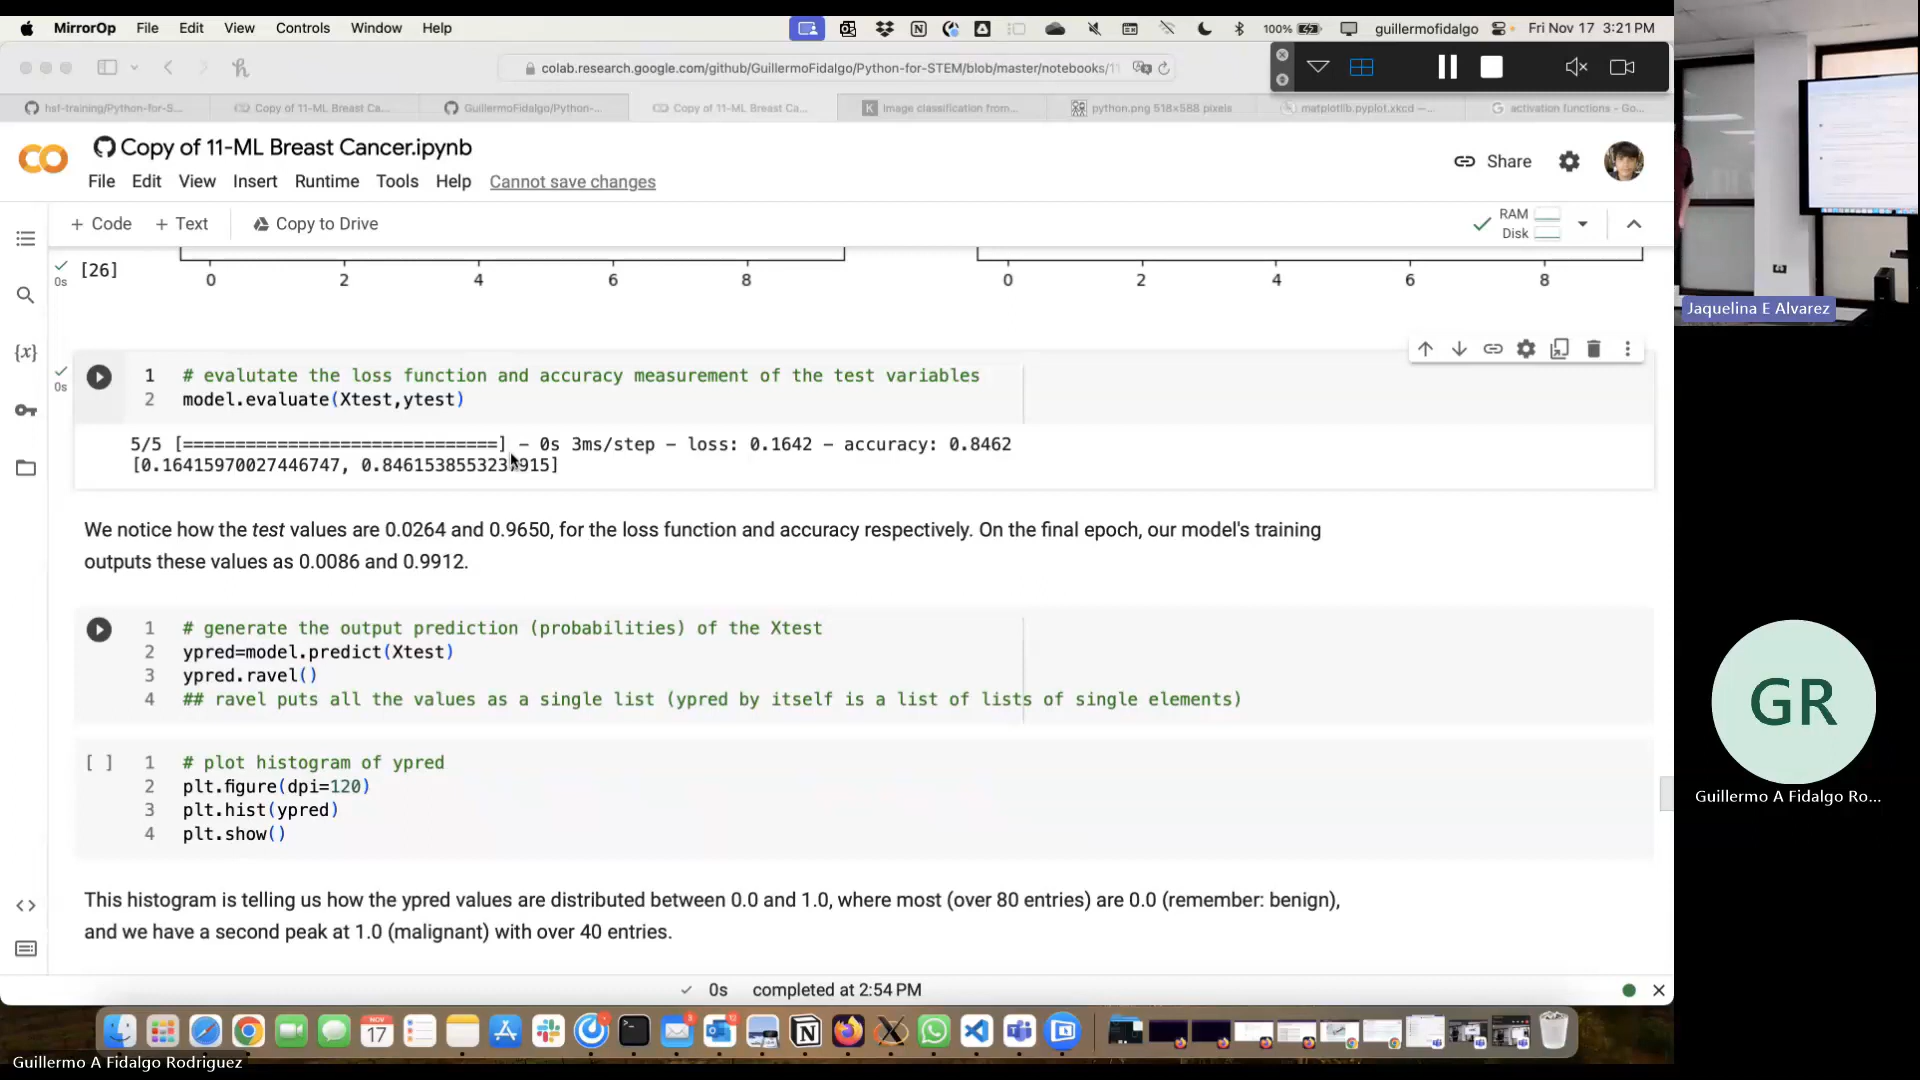 MirrorOp File Edit View Controls Window Help
100% guillermofidalgo Fri Nov 17 3:21 PM
colab.research.google.com/github/GuillermoFidalgo/Python-for-STEM/blob/master/notebooks/11
hsf-training/Python-for-S... Copy of 11-ML Breast Ca... GuillermoFidalgo/Python-... Copy of 11-ML Breast Ca... Image classification from... python.png 518×588 pixels matplotlib.pyplot.xkcd —... activation functions - Go...
Copy of 11-ML Breast Cancer.ipynb
Share
File Edit View Insert Runtime Tools Help Cannot save changes
+ Code + Text Copy to Drive
RAM
Disk
[26]
0s
0 2 4 6 8
0 2 4 6 8
0s
1 # evalutate the loss function and accuracy measurement of the test variables
2 model.evaluate(Xtest,ytest)
5/5 [==============================] - 0s 3ms/step - loss: 0.1642 - accuracy: 0.8462
We notice how the test values are 0.0264 and 0.9650, for the loss function and accuracy respectively. On the final epoch, our model's training
outputs these values as 0.0086 and 0.9912.
1 # generate the output prediction (probabilities) of the Xtest
2 ypred=model.predict(Xtest)
3 ypred.ravel()
4 ## ravel puts all the values as a single list (ypred by itself is a list of lists of single elements)
[ ]
1 # plot histogram of ypred
2 plt.figure(dpi=120)
3 plt.hist(ypred)
4 plt.show()
This histogram is telling us how the ypred values are distributed between 0.0 and 1.0, where most (over 80 entries) are 0.0 (remember: benign),
and we have a second peak at 1.0 (malignant) with over 40 entries.
0s completed at 2:54 PM
NOV
17
Guillermo A Fidalgo Rodriguez
Jaquelina E Alvarez
GR
Guillermo A Fidalgo Ro...